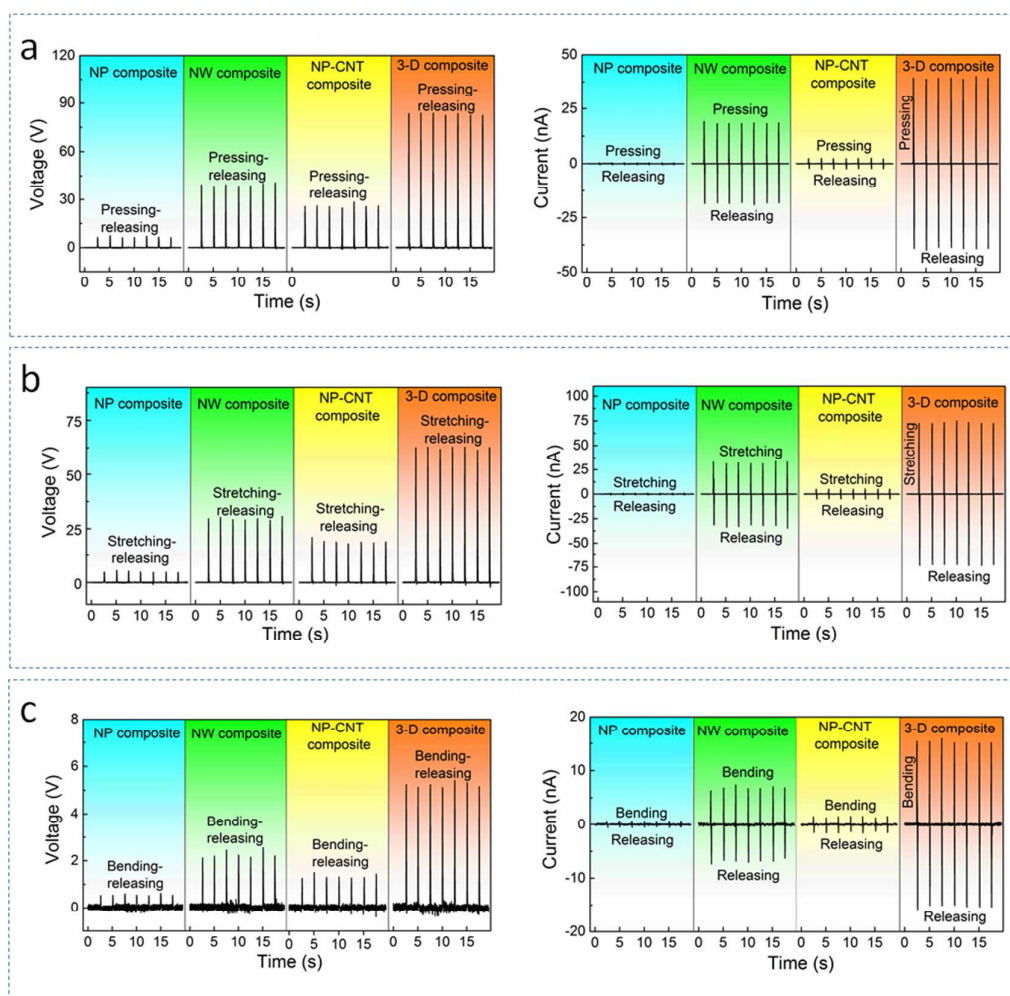 a
120
90
60
30
0
Voltage (V)
NP composite
NW composite
NP-CNT
composite
3-D composite
Pressing-
releasing
Pressing-
releasing
Pressing-
releasing
Pressing-
releasing
0 5 10 15 0 5 10 15 0 5 10 15 0 5 10 15
Time (s)
50
25
0
-25
-50
Current (nA)
NP composite
NW composite
NP-CNT
composite
3-D composite
Pressing
Releasing
Pressing
Releasing
Pressing
Releasing
Pressing
Releasing
0 5 10 15 0 5 10 15 0 5 10 15 0 5 10 15
Time (s)
b
75
50
25
0
Voltage (V)
NP composite
NW composite
NP-CNT
composite
3-D composite
Stretching-
releasing
Stretching-
releasing
Stretching-
releasing
Stretching-
releasing
0 5 10 15 0 5 10 15 0 5 10 15 0 5 10 15
Time (s)
100
75
50
25
0
-25
-50
-75
-100
Current (nA)
NP composite
NW composite
NP-CNT
composite
3-D composite
Stretching
Releasing
Stretching
Releasing
Stretching
Releasing
Stretching
Releasing
0 5 10 15 0 5 10 15 0 5 10 15 0 5 10 15
Time (s)
c
8
6
4
2
0
Voltage (V)
NP composite
NW composite
NP-CNT
composite
3-D composite
Bending-
releasing
Bending-
releasing
Bending-
releasing
Bending-
releasing
0 5 10 15 0 5 10 15 0 5 10 15 0 5 10 15
Time (s)
20
10
0
-10
-20
Current (nA)
NP composite
NW composite
NP-CNT
composite
3-D composite
Bending
Releasing
Bending
Releasing
Bending
Releasing
Bending
Releasing
0 5 10 15 0 5 10 15 0 5 10 15 0 5 10 15
Time (s)